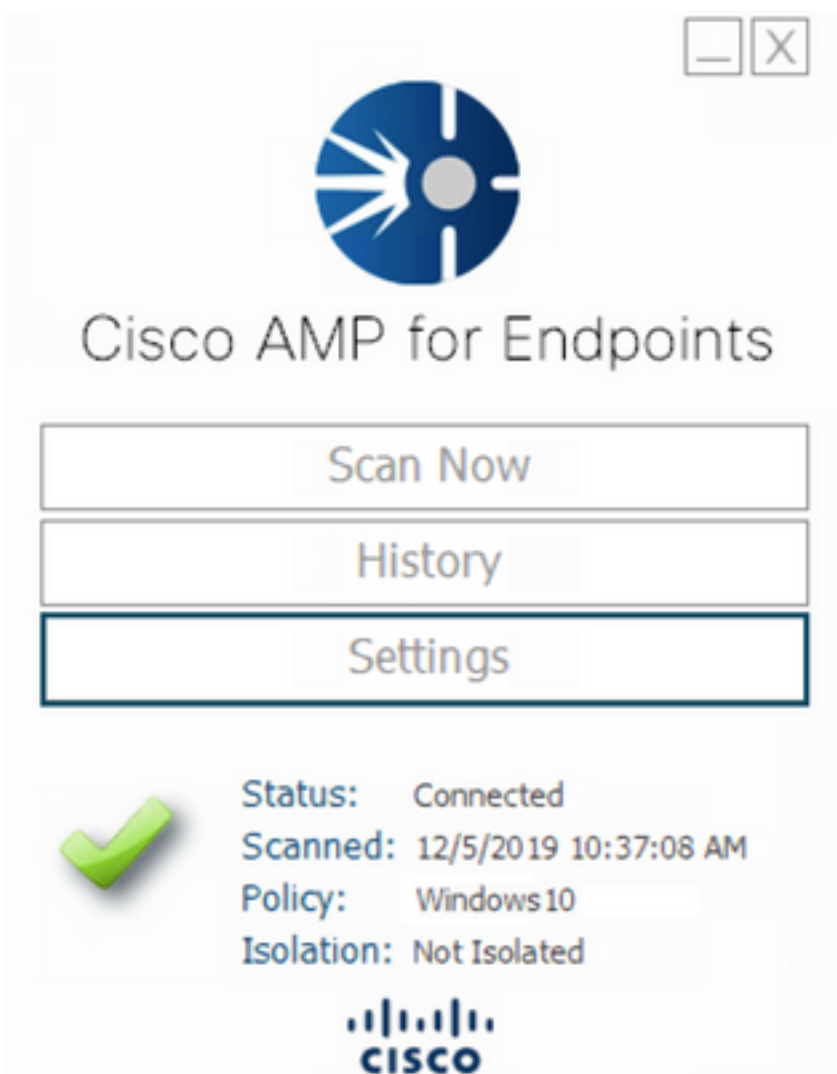 Cisco AMP for Endpoints
Scan Now
History
Settings
Status: Connected
Scanned: 12/5/2019 10:37:08 AM
Policy: Windows10
Isolation: Not Isolated
CISCO